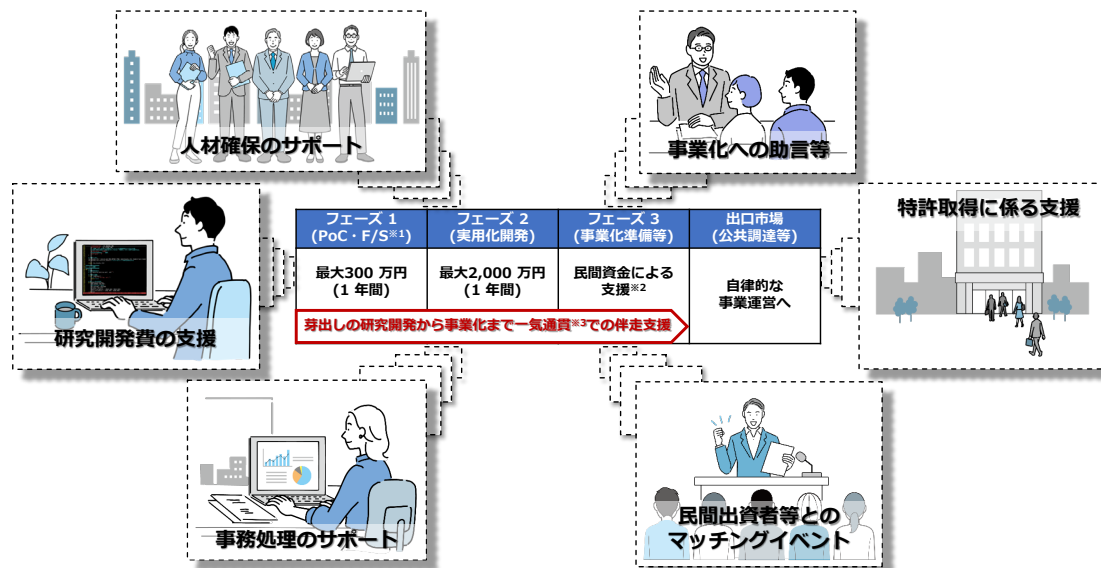 人材確保のサポート
事業化への助言等
特許取得に係る支援
研究開発費の支援
フェーズ 1
(PoC・F/S※1)
フェーズ 2
(実用化開発)
フェーズ 3
(事業化準備等)
出口市場
(公共調達等)
最大300 万円
(1 年間)
最大2,000 万円
(1 年間)
民間資金による
支援※2
自律的な
事業運営へ
芽出しの研究開発から事業化まで一気通貫※3での伴走支援
事務処理のサポート
民間出資者等との
マッチングイベント